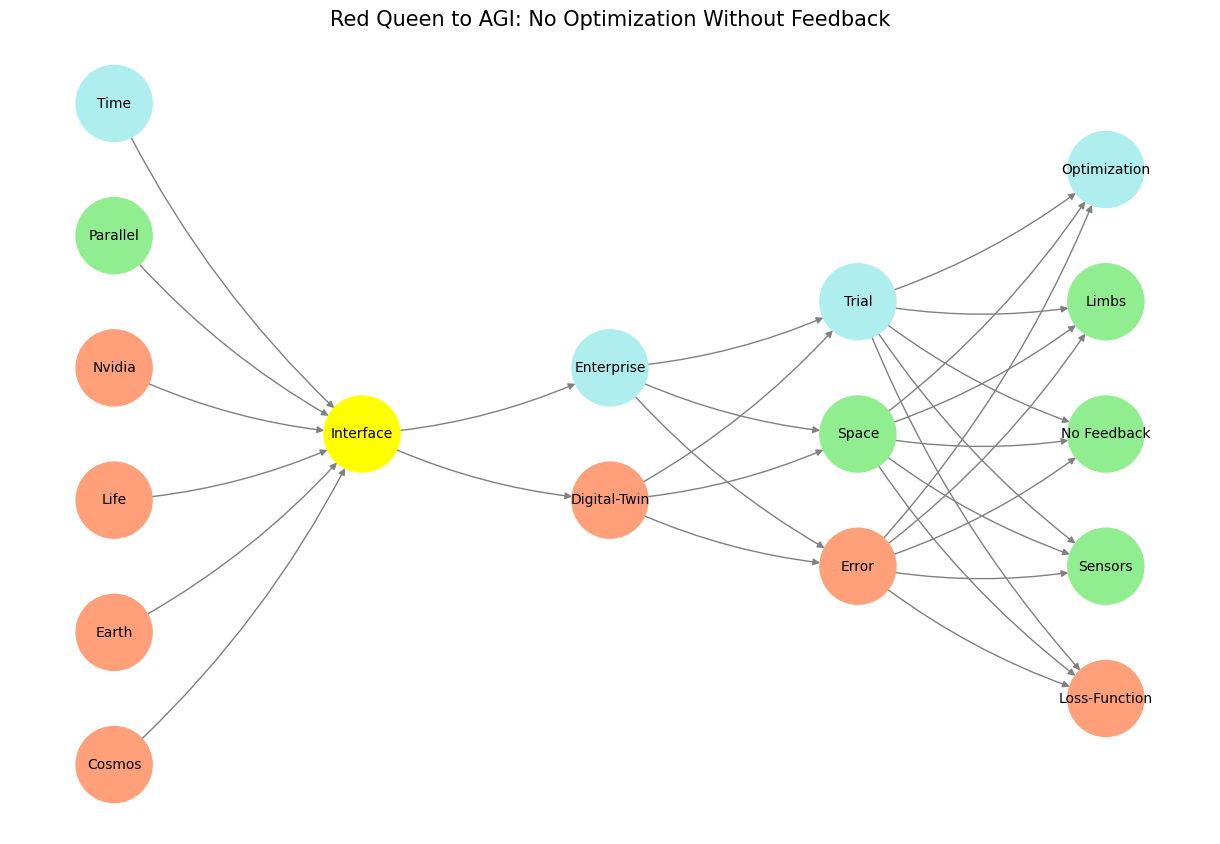 Red Queen to AGI: No Optimization Without Feedback
Time
Parallel
Nvidia
Life
Earth
Cosmos
Interface
Enterprise
Digital-Twin
Trial
Space
Error
Optimization
Limbs
No Feedback
Sensors
Loss-Function